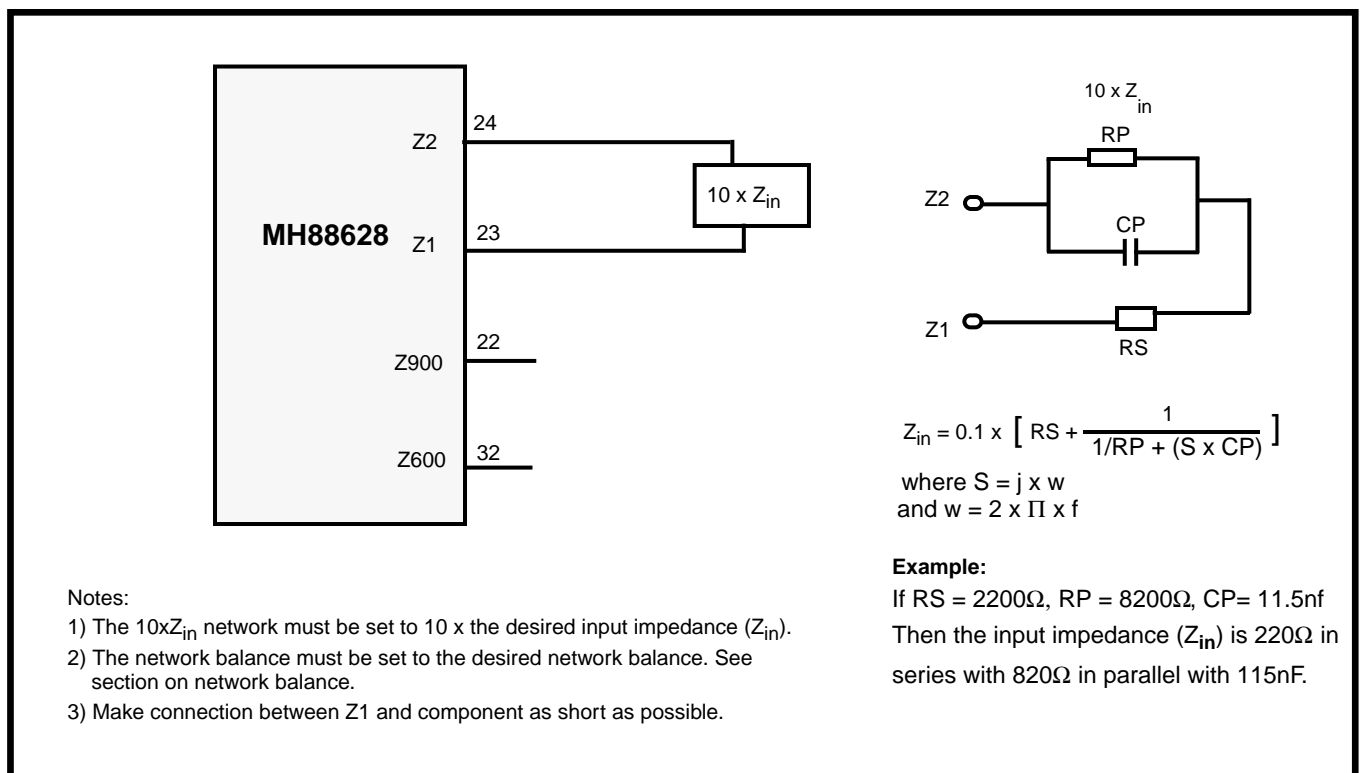 MH88628
Z2
24
Z1
23
Z900
22
Z600
32
10 x Zin
10 x Zin
RP
Z2
CP
Z1
RS
Zin = 0.1 x [ RS + 1 / 1/RP + (S x CP) ]
where S = j x w
and w = 2 x Π x f
Example:
If RS = 2200Ω, RP = 8200Ω, CP= 11.5nf
Then the input impedance (Zin) is 220Ω in
series with 820Ω in parallel with 115nF.
Notes:
1) The 10xZin network must be set to 10 x the desired input impedance (Zin).
2) The network balance must be set to the desired network balance. See
section on network balance.
3) Make connection between Z1 and component as short as possible.